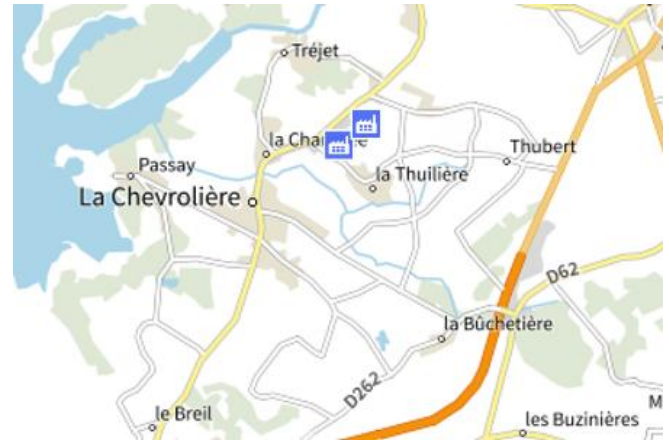 Tréjet
Thubert
Passay
la Thuilière
La Chevrolière
D62
la Bûchetière
D262
le Breil
les Buzinières